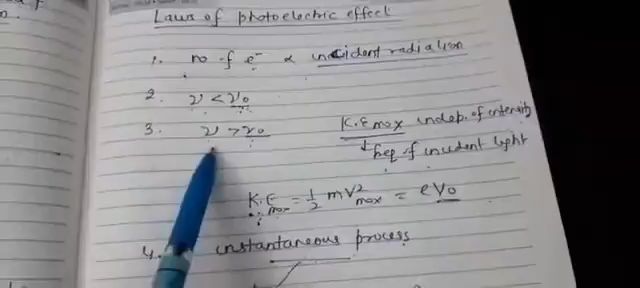 Laws of photoelectric effect
1. no of e⁻ ∝ incident radiation
2. ν < ν₀
3. ν > ν₀ K.E max indep. of intensity
↓ freq of incident light
K.E max = 1/2 mV²max = eV₀
4. instantaneous process